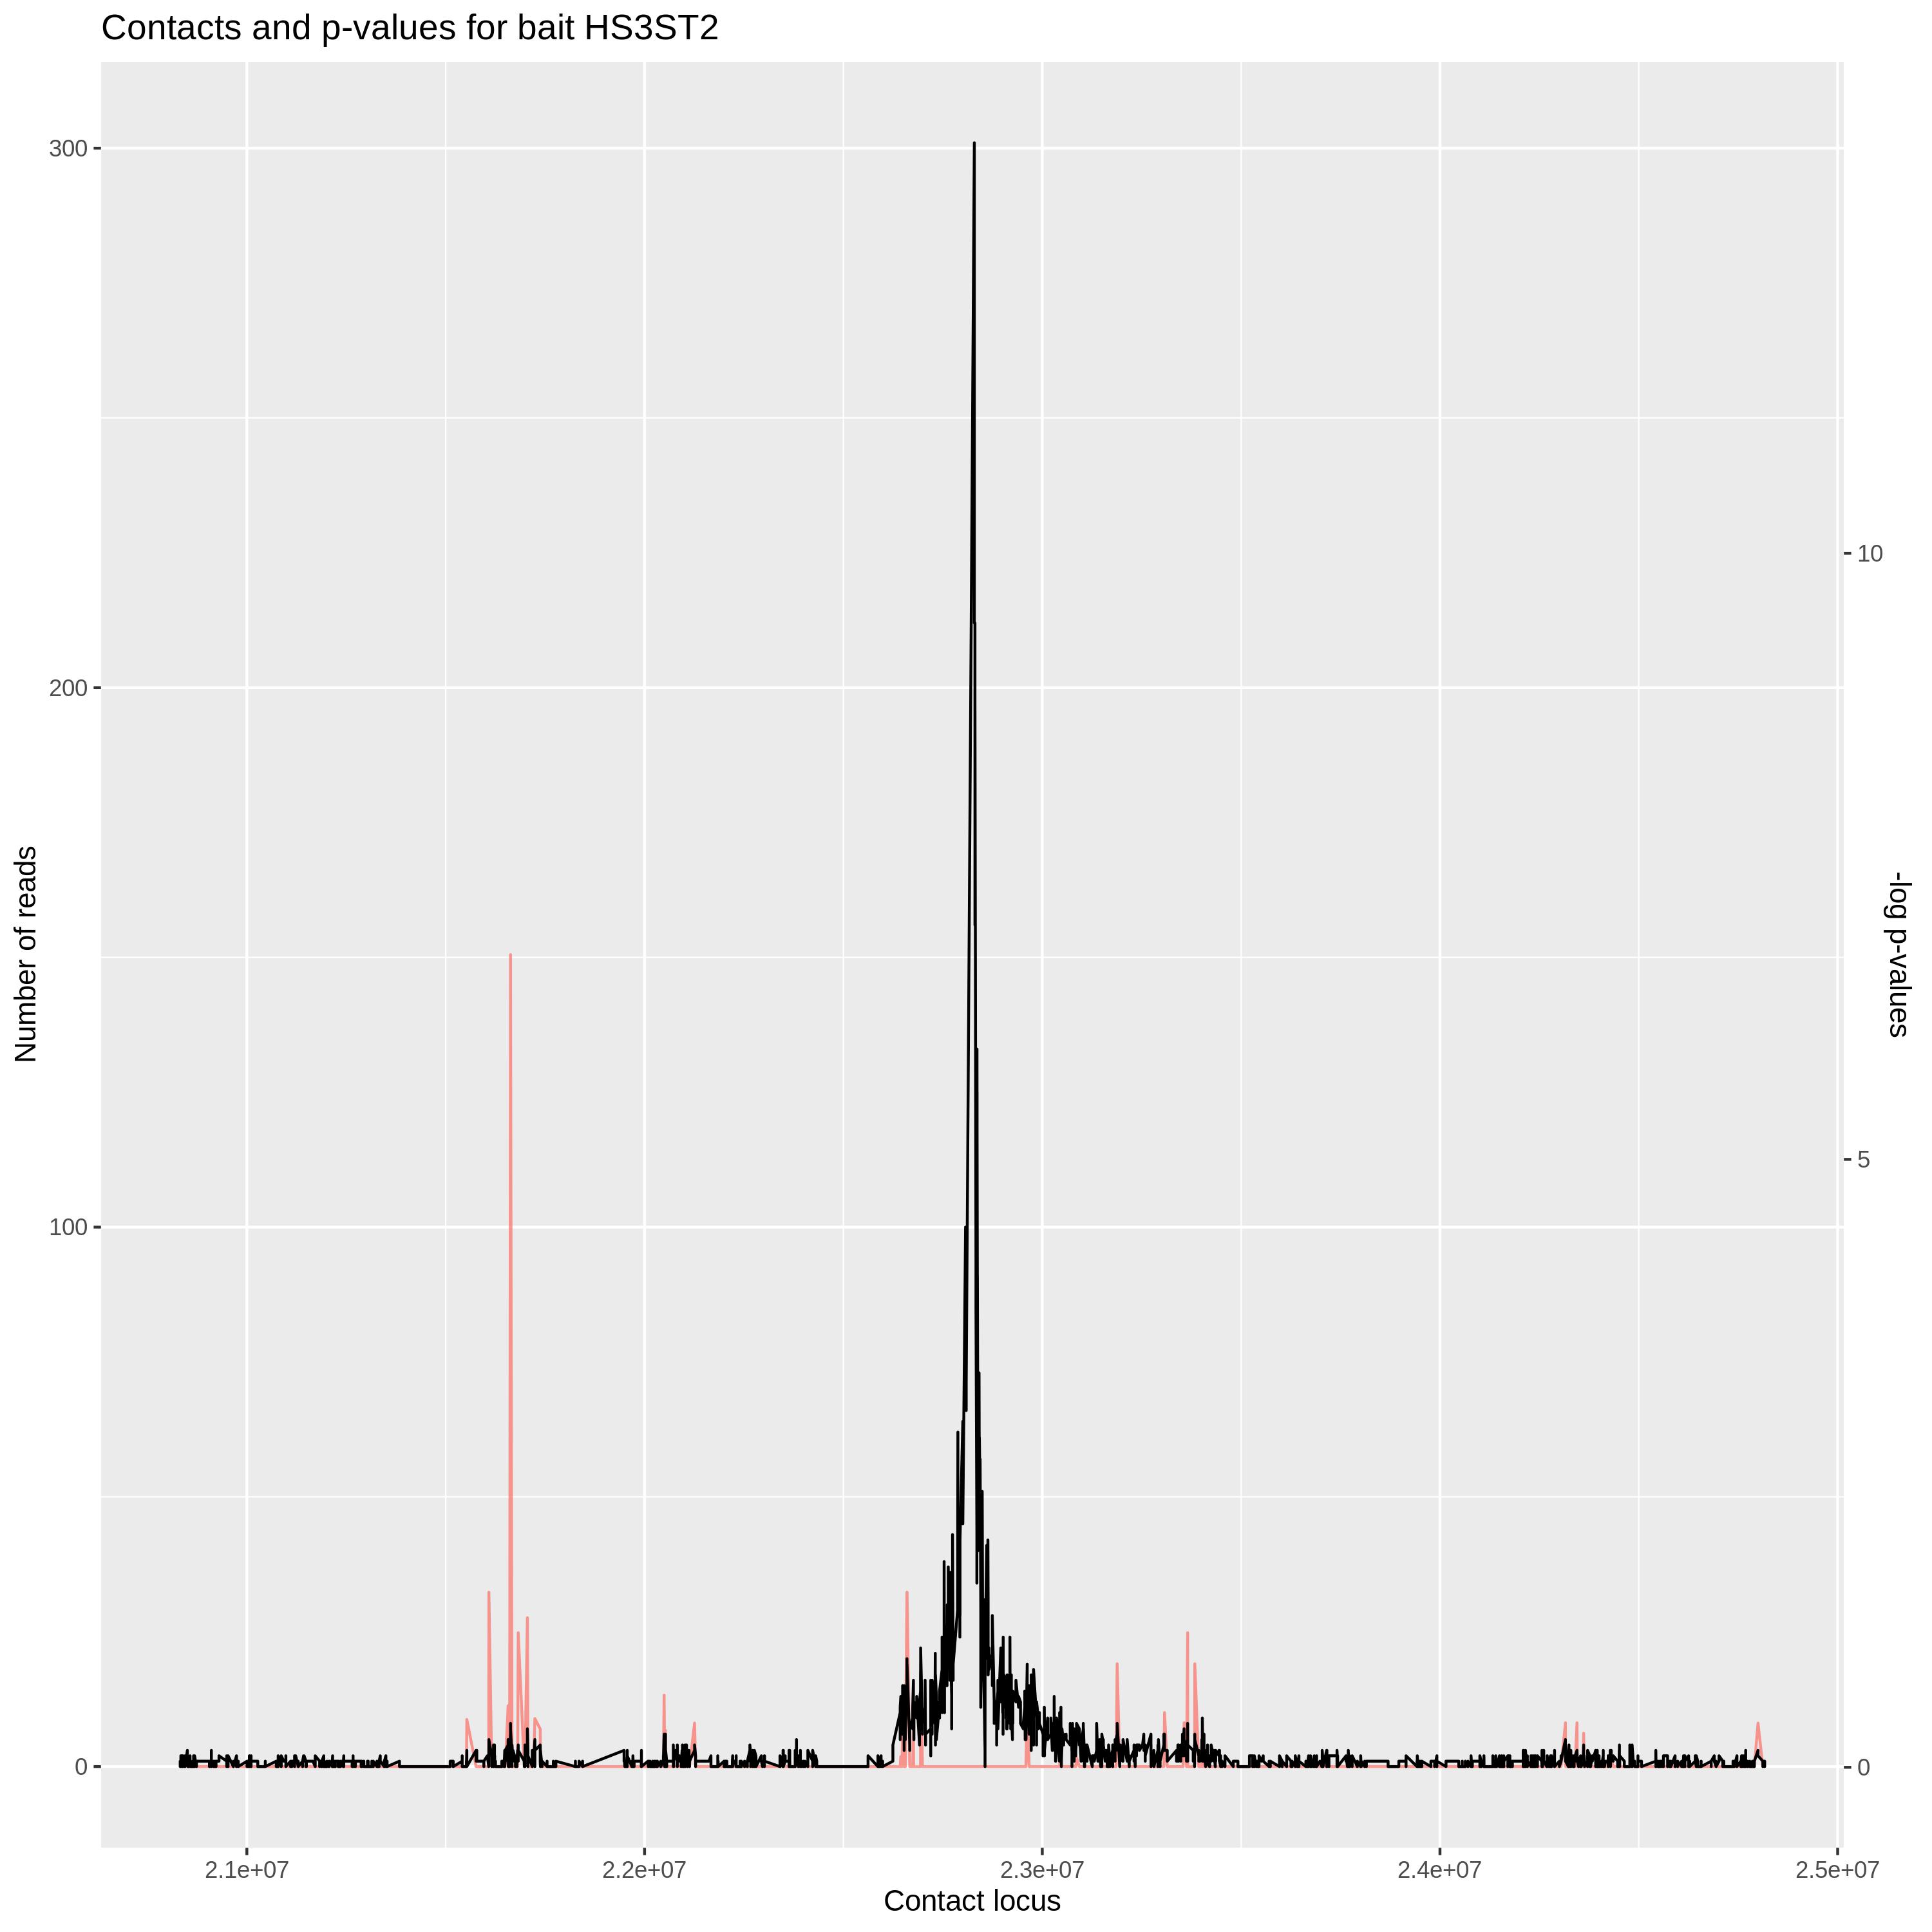 Contacts and p-values for bait HS3ST2
300
200
100
0
Number of reads
10
5
0
-log p-values
2.1e+07
2.2e+07
2.3e+07
2.4e+07
2.5e+07
Contact locus